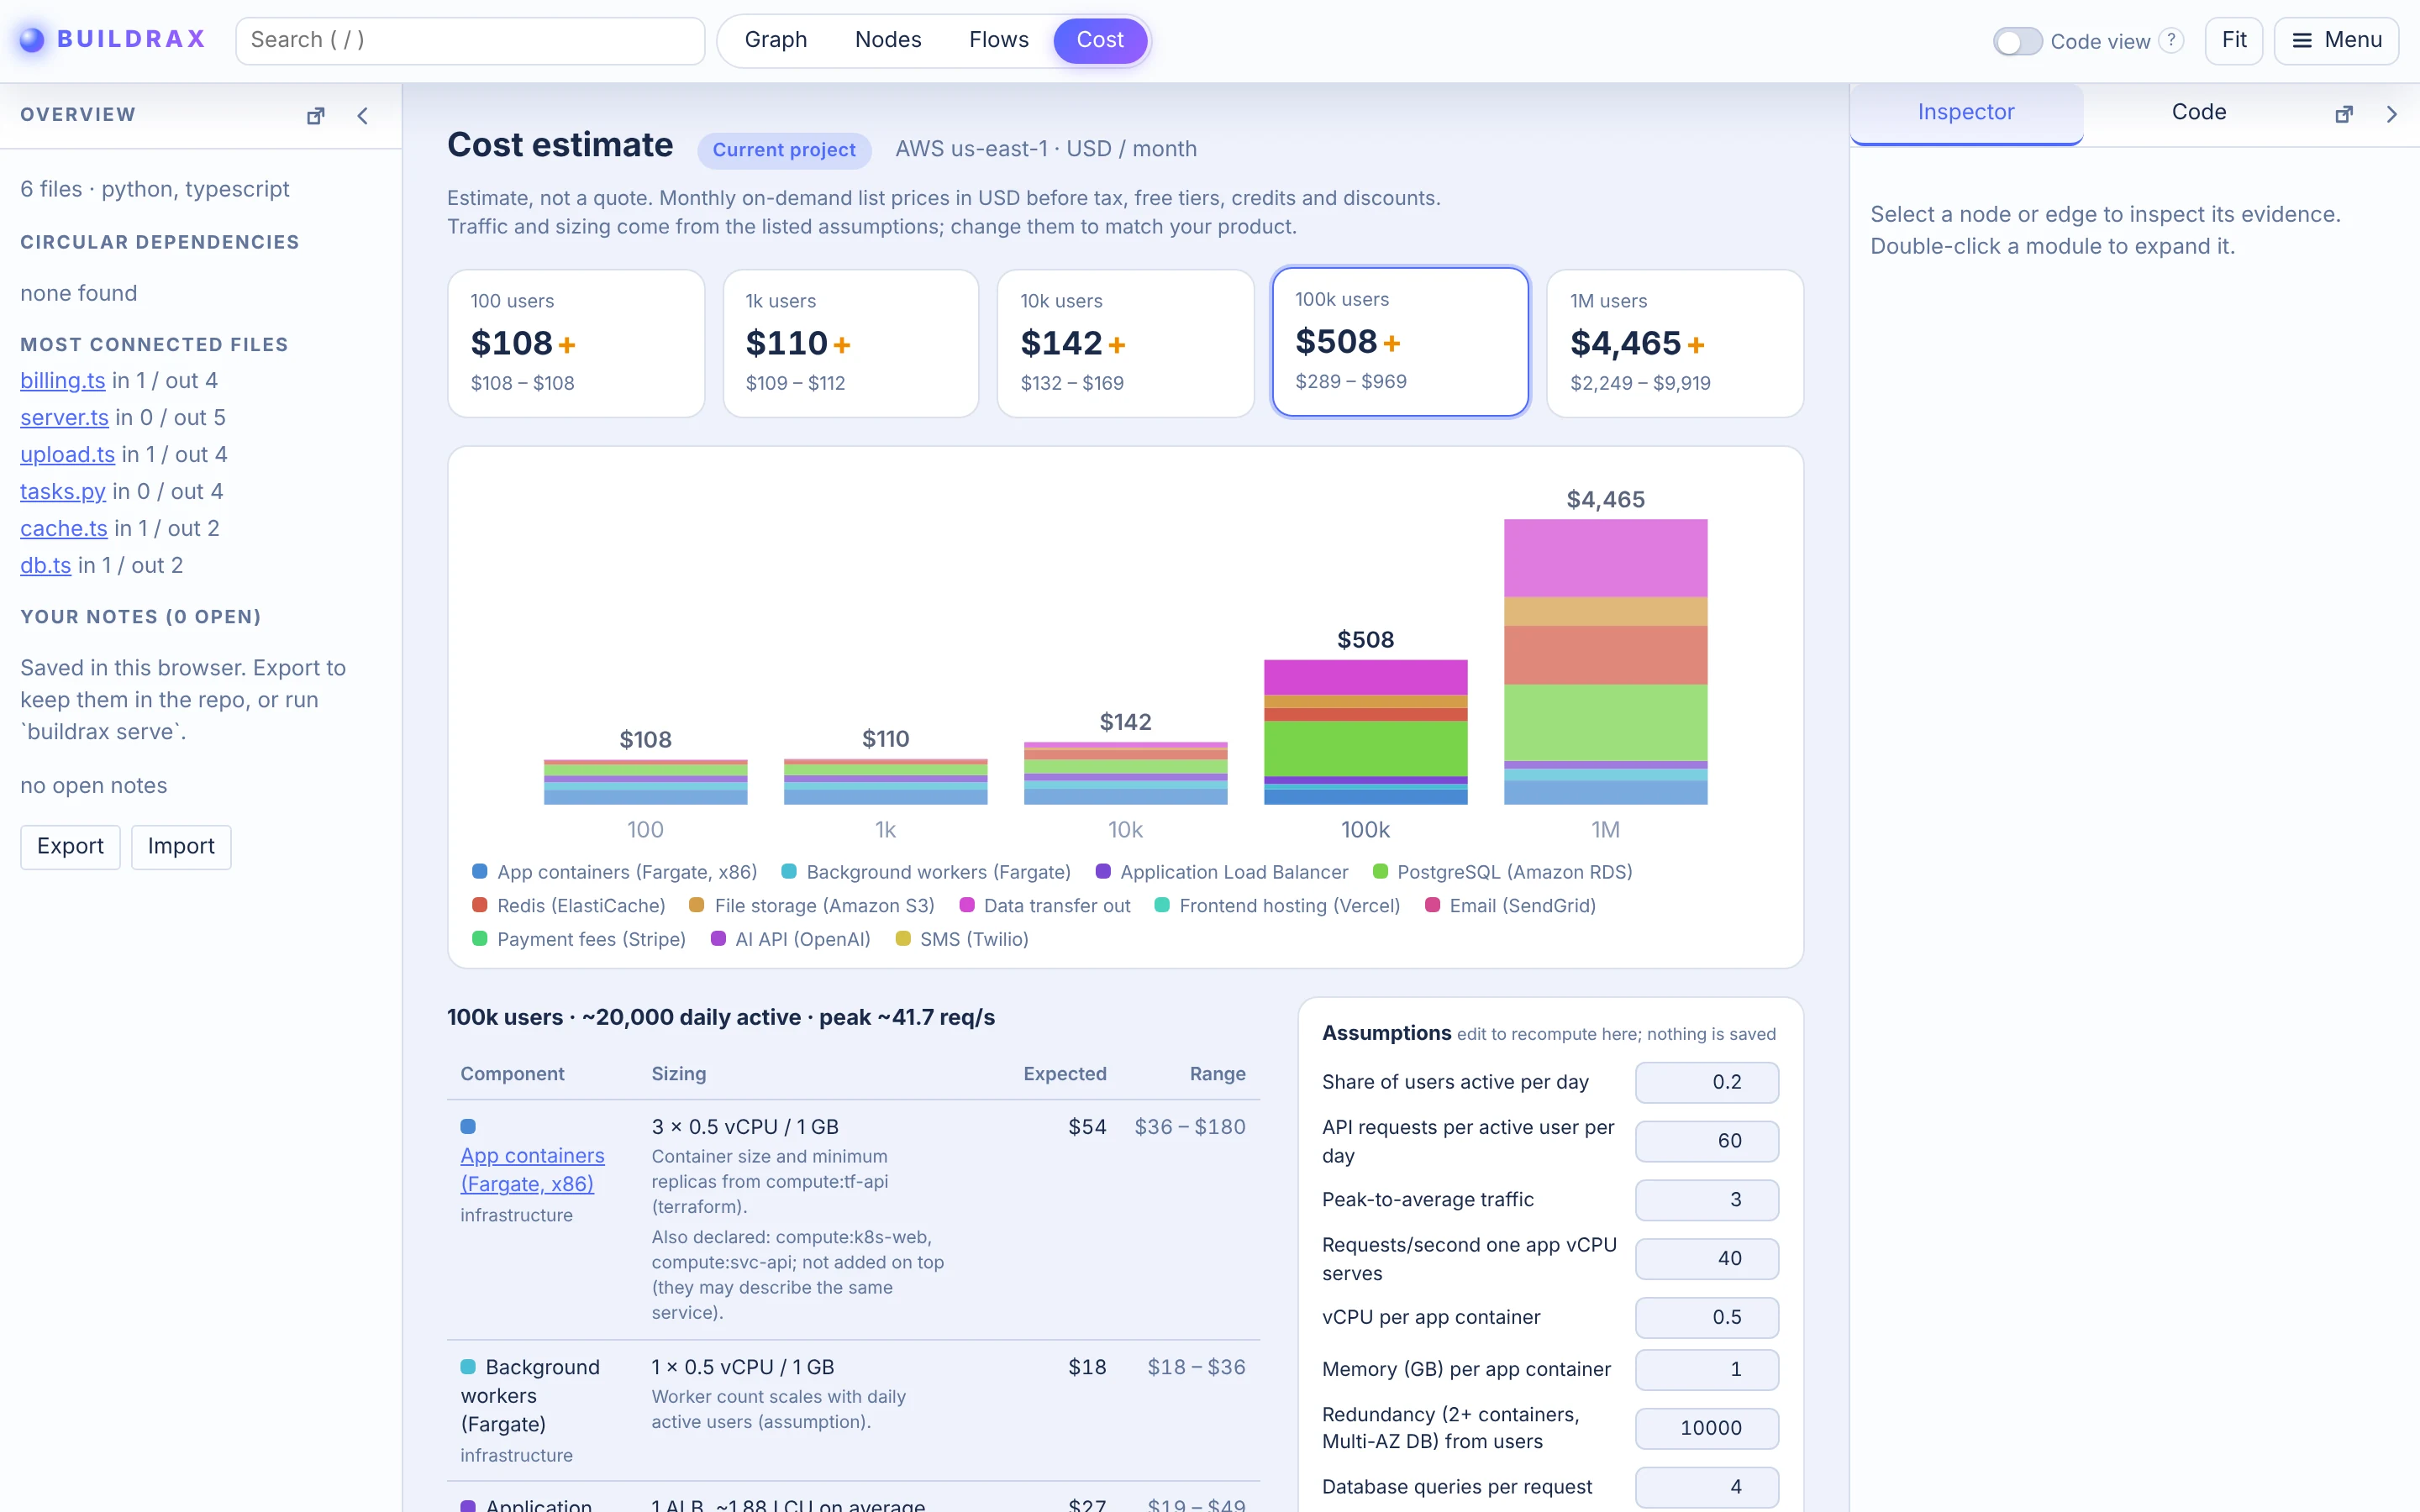 BUILDRAX
Search ( / )
Graph
Nodes
Flows
Cost
Code view
?
Fit
Menu
OVERVIEW
6 files · python, typescript
CIRCULAR DEPENDENCIES
none found
MOST CONNECTED FILES
billing.ts in 1 / out 4
server.ts in 0 / out 5
upload.ts in 1 / out 4
tasks.py in 0 / out 4
cache.ts in 1 / out 2
db.ts in 1 / out 2
YOUR NOTES (0 OPEN)
Saved in this browser. Export to
keep them in the repo, or run
`buildrax serve`.
no open notes
Export
Import
Cost estimate
Current project
AWS us-east-1 · USD / month
Estimate, not a quote. Monthly on-demand list prices in USD before tax, free tiers, credits and discounts.
Traffic and sizing come from the listed assumptions; change them to match your product.
100 users
$108 +
$108 – $108
1k users
$110 +
$109 – $112
10k users
$142 +
$132 – $169
100k users
$508 +
$289 – $969
1M users
$4,465 +
$2,249 – $9,919
$108
$110
$142
$508
$4,465
100
1k
10k
100k
1M
App containers (Fargate, x86)
Background workers (Fargate)
Application Load Balancer
PostgreSQL (Amazon RDS)
Redis (ElastiCache)
File storage (Amazon S3)
Data transfer out
Frontend hosting (Vercel)
Email (SendGrid)
Payment fees (Stripe)
AI API (OpenAI)
SMS (Twilio)
100k users · ~20,000 daily active · peak ~41.7 req/s
Component
Sizing
Expected
Range
App containers
(Fargate, x86)
infrastructure
3 × 0.5 vCPU / 1 GB
Container size and minimum
replicas from compute:tf-api
(terraform).
Also declared: compute:k8s-web,
compute:svc-api; not added on top
(they may describe the same
service).
$54
$36 – $180
Background
workers
(Fargate)
infrastructure
1 × 0.5 vCPU / 1 GB
Worker count scales with daily
active users (assumption).
$18
$18 – $36
Application
1 ALB, ~1.88 LCU on average
$27
$19 – $49
Assumptions edit to recompute here; nothing is saved
Share of users active per day
0.2
API requests per active user per
day
60
Peak-to-average traffic
3
Requests/second one app vCPU
serves
40
vCPU per app container
0.5
Memory (GB) per app container
1
Redundancy (2+ containers,
Multi-AZ DB) from users
10000
Database queries per request
4
Inspector
Code
Select a node or edge to inspect its evidence.
Double-click a module to expand it.